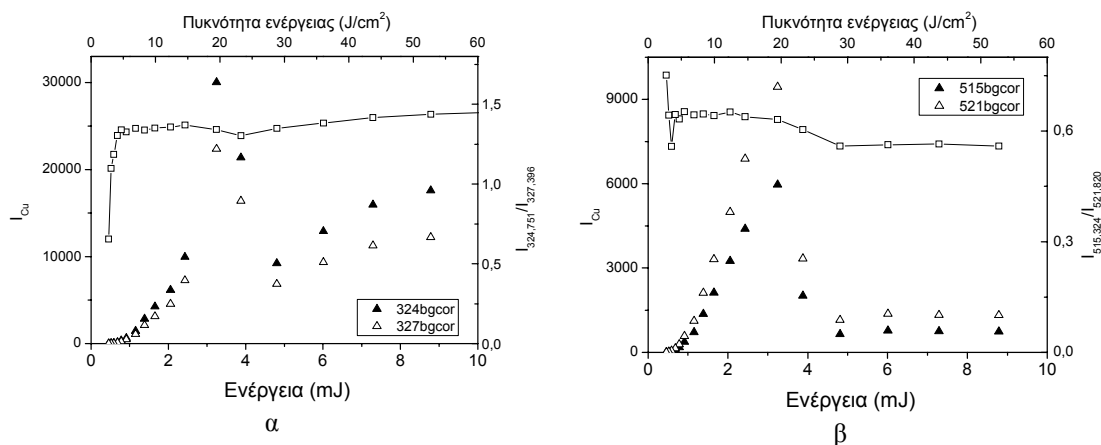 Πυκνότητα ενέργειας (J/cm²)
0 10 20 30 40 50 60
30000
20000
10000
0
I_Cu
1,5
1,0
0,5
0,0
I_324,751/I_327,396
324bgcor
327bgcor
0 2 4 6 8 10
Ενέργεια (mJ)
α
Πυκνότητα ενέργειας (J/cm²)
0 10 20 30 40 50 60
9000
6000
3000
0
I_Cu
0,6
0,3
0,0
I_515.324/I_521.820
515bgcor
521bgcor
0 2 4 6 8 10
Ενέργεια (mJ)
β